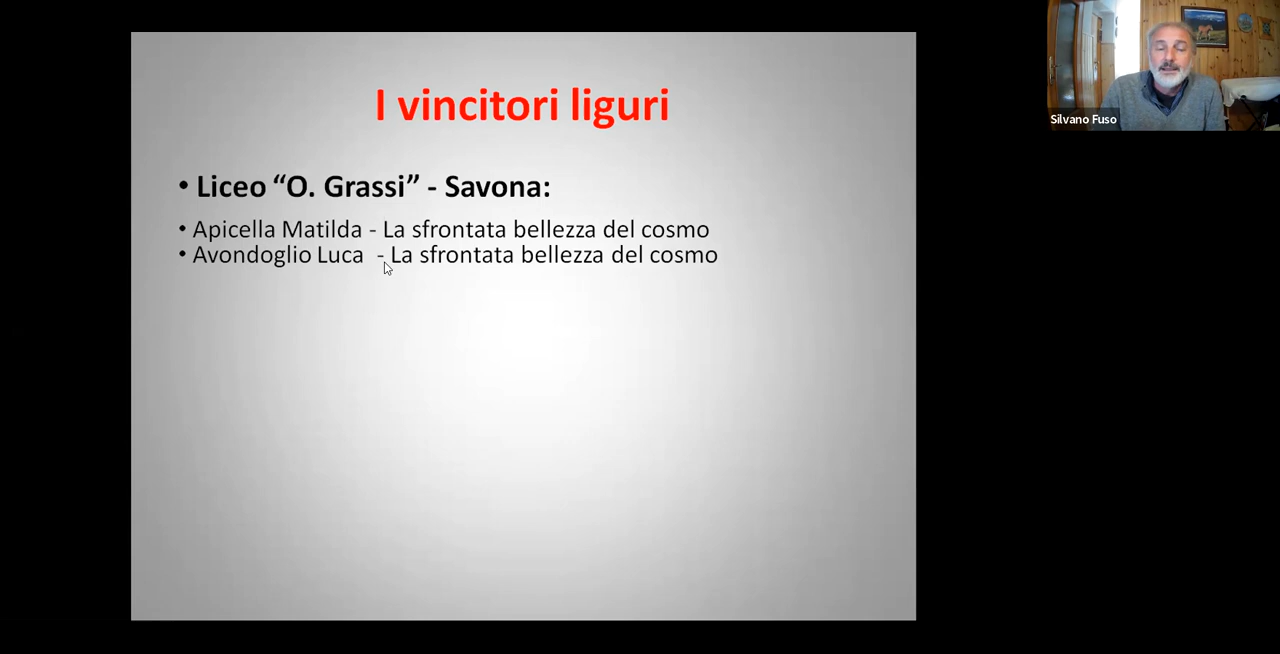 I vincitori liguri
• Liceo “O. Grassi” - Savona:
• Apicella Matilda - La sfrontata bellezza del cosmo
• Avondoglio Luca - La sfrontata bellezza del cosmo
Silvano Fuso